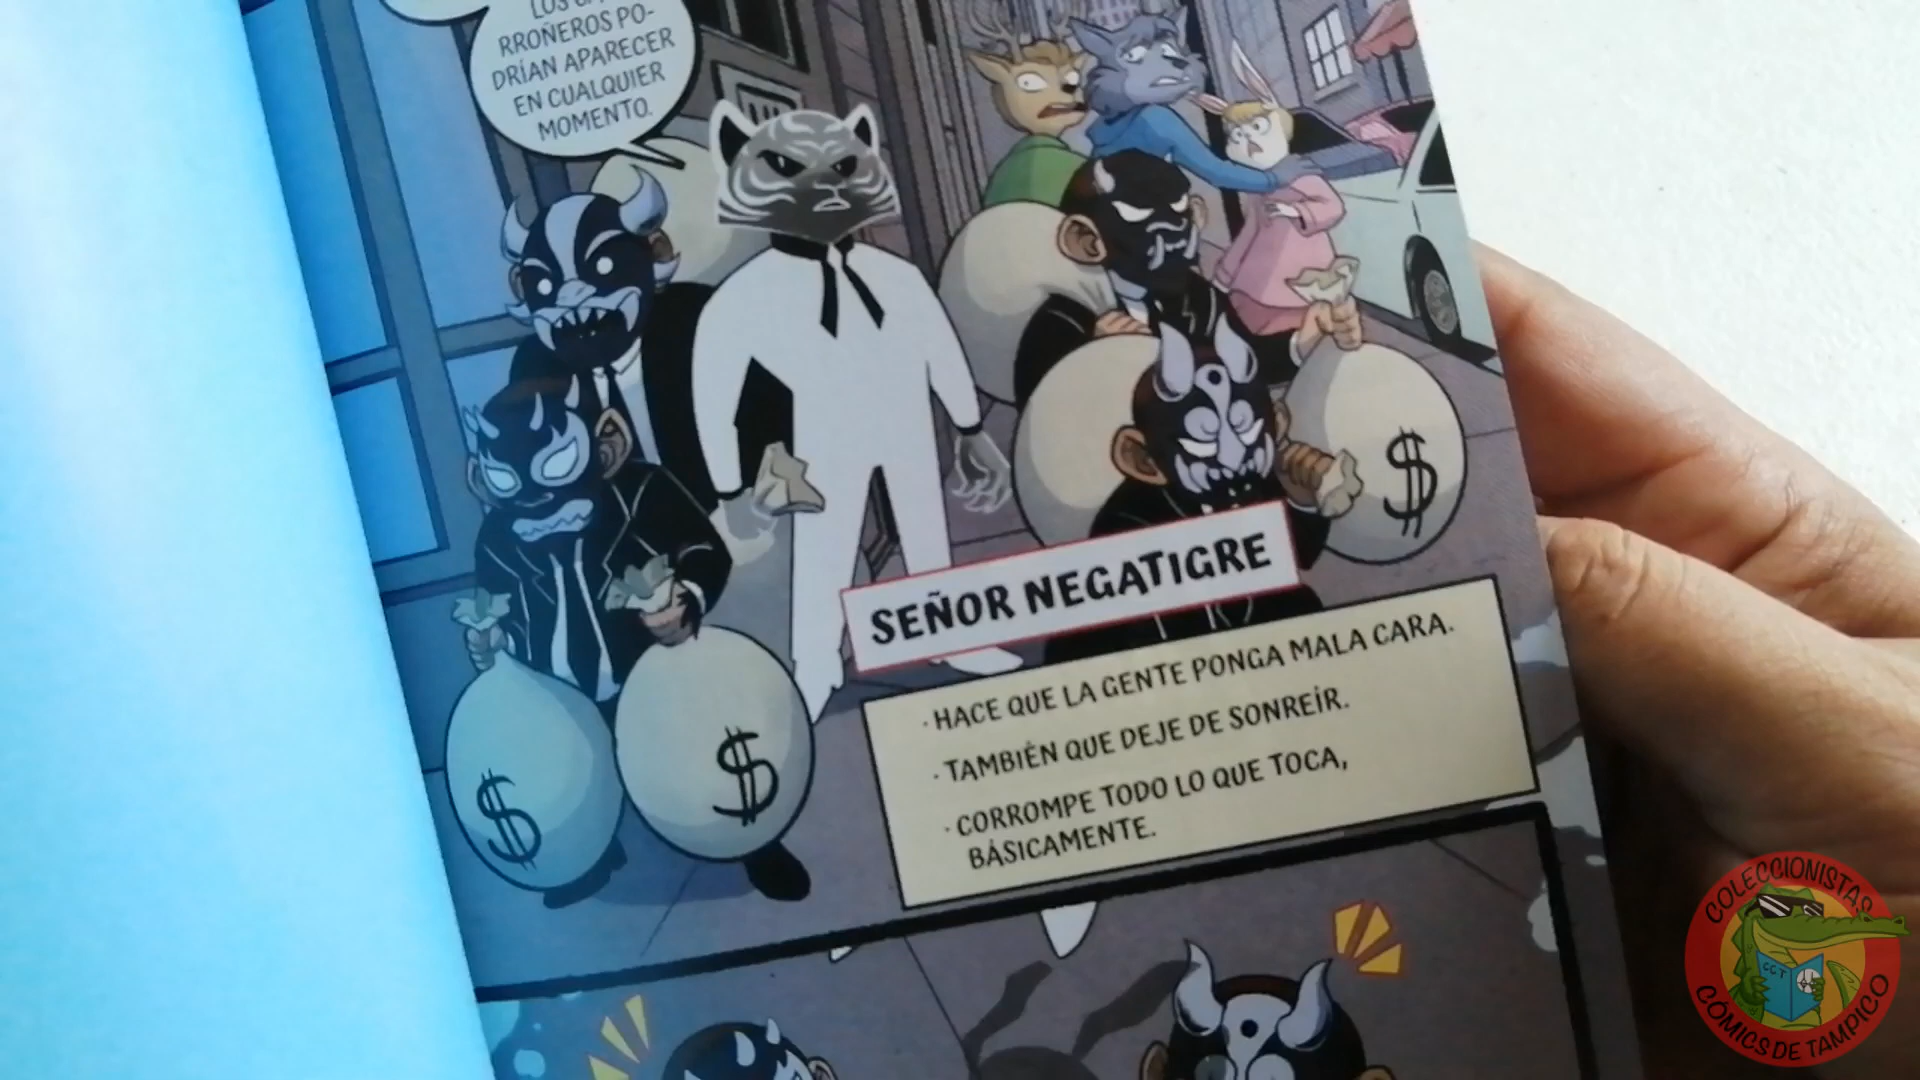 LOS
RROÑEROS PO-
DRÍAN APARECER
EN CUALQUIER
MOMENTO.
SEÑOR NEGATIGRE
· HACE QUE LA GENTE PONGA MALA CARA.
· TAMBIÉN QUE DEJE DE SONREÍR.
· CORROMPE TODO LO QUE TOCA,
BÁSICAMENTE.
$
$
$
COLECCIONISTAS
CCT
CÓMICS DE TAMPICO